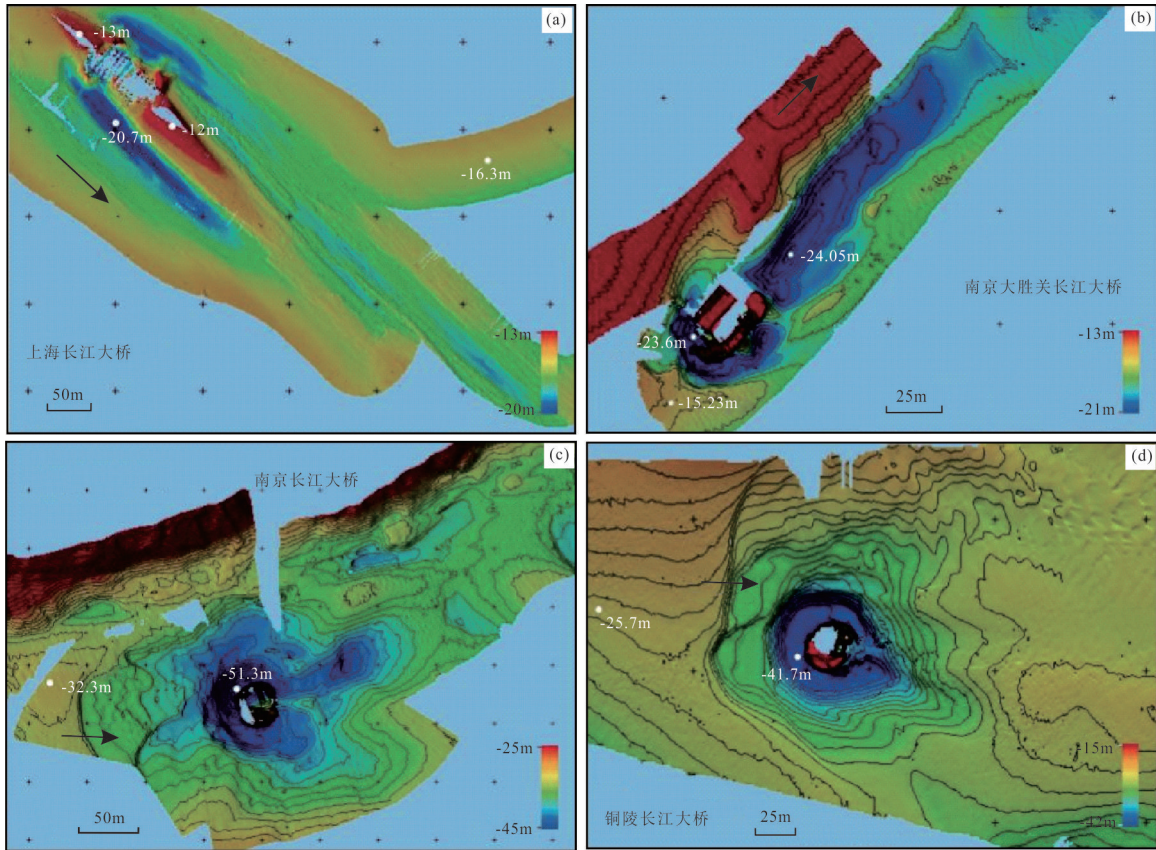 (a)
-13m
-20.7m
-12m
-16.3m
上海长江大桥
50m
-13m
-20m
(b)
-24.05m
南京大胜关长江大桥
-23.6m
-15.23m
25m
-13m
-21m
(c)
南京长江大桥
-32.3m
-51.3m
50m
-25m
-45m
(d)
-25.7m
-41.7m
铜陵长江大桥
25m
-15m
-42m